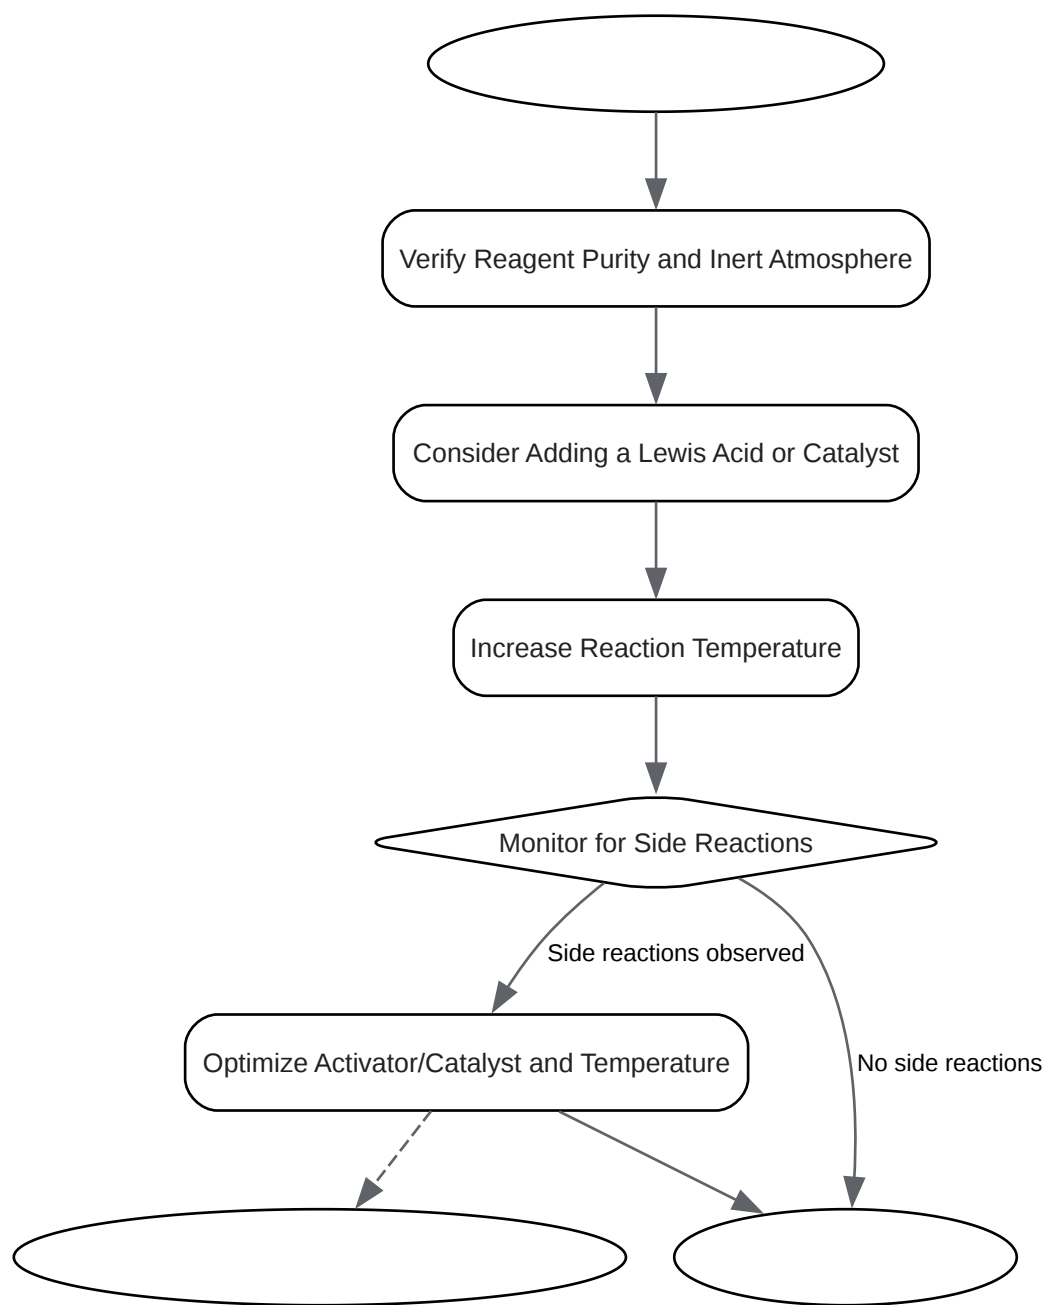 Verify Reagent Purity and Inert Atmosphere
Consider Adding a Lewis Acid or Catalyst
Increase Reaction Temperature
Monitor for Side Reactions
Side reactions observed
Optimize Activator/Catalyst and Temperature
No side reactions